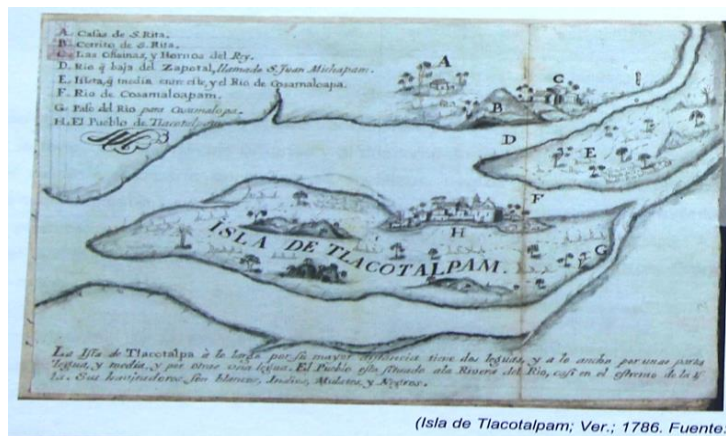 A. Casas de S. Rita.
B. Cerrito de S. Rita.
C. Las Oficinas, y Hornos del Rey.
D. Rio q̃ baja del Zapotal, llamado S. Juan Michapam.
E. Isleta, q̃ media entre este, y el Rio de Cosamaloapa.
F. Rio de Cosamaloapam.
G. Paso del Rio para Cosamalopa.
H. El Pueblo de Tlacotalpam
A
B
C
D
E
F
H
G
ISLA DE TLACOTALPAM.
La Isla de Tlacotalpa à lo largo por su mayor distancia tiene dos leguas, y a lo ancho por unas partes
legua, y media, y por otras una legua. El Pueblo esta situado ala Rivera del Rio, casi en el estremo de la Is-
la. Sus havitadores son blancos, Indios, Mulatos, y Negros.
(Isla de Tlacotalpam; Ver.; 1786. Fuente.